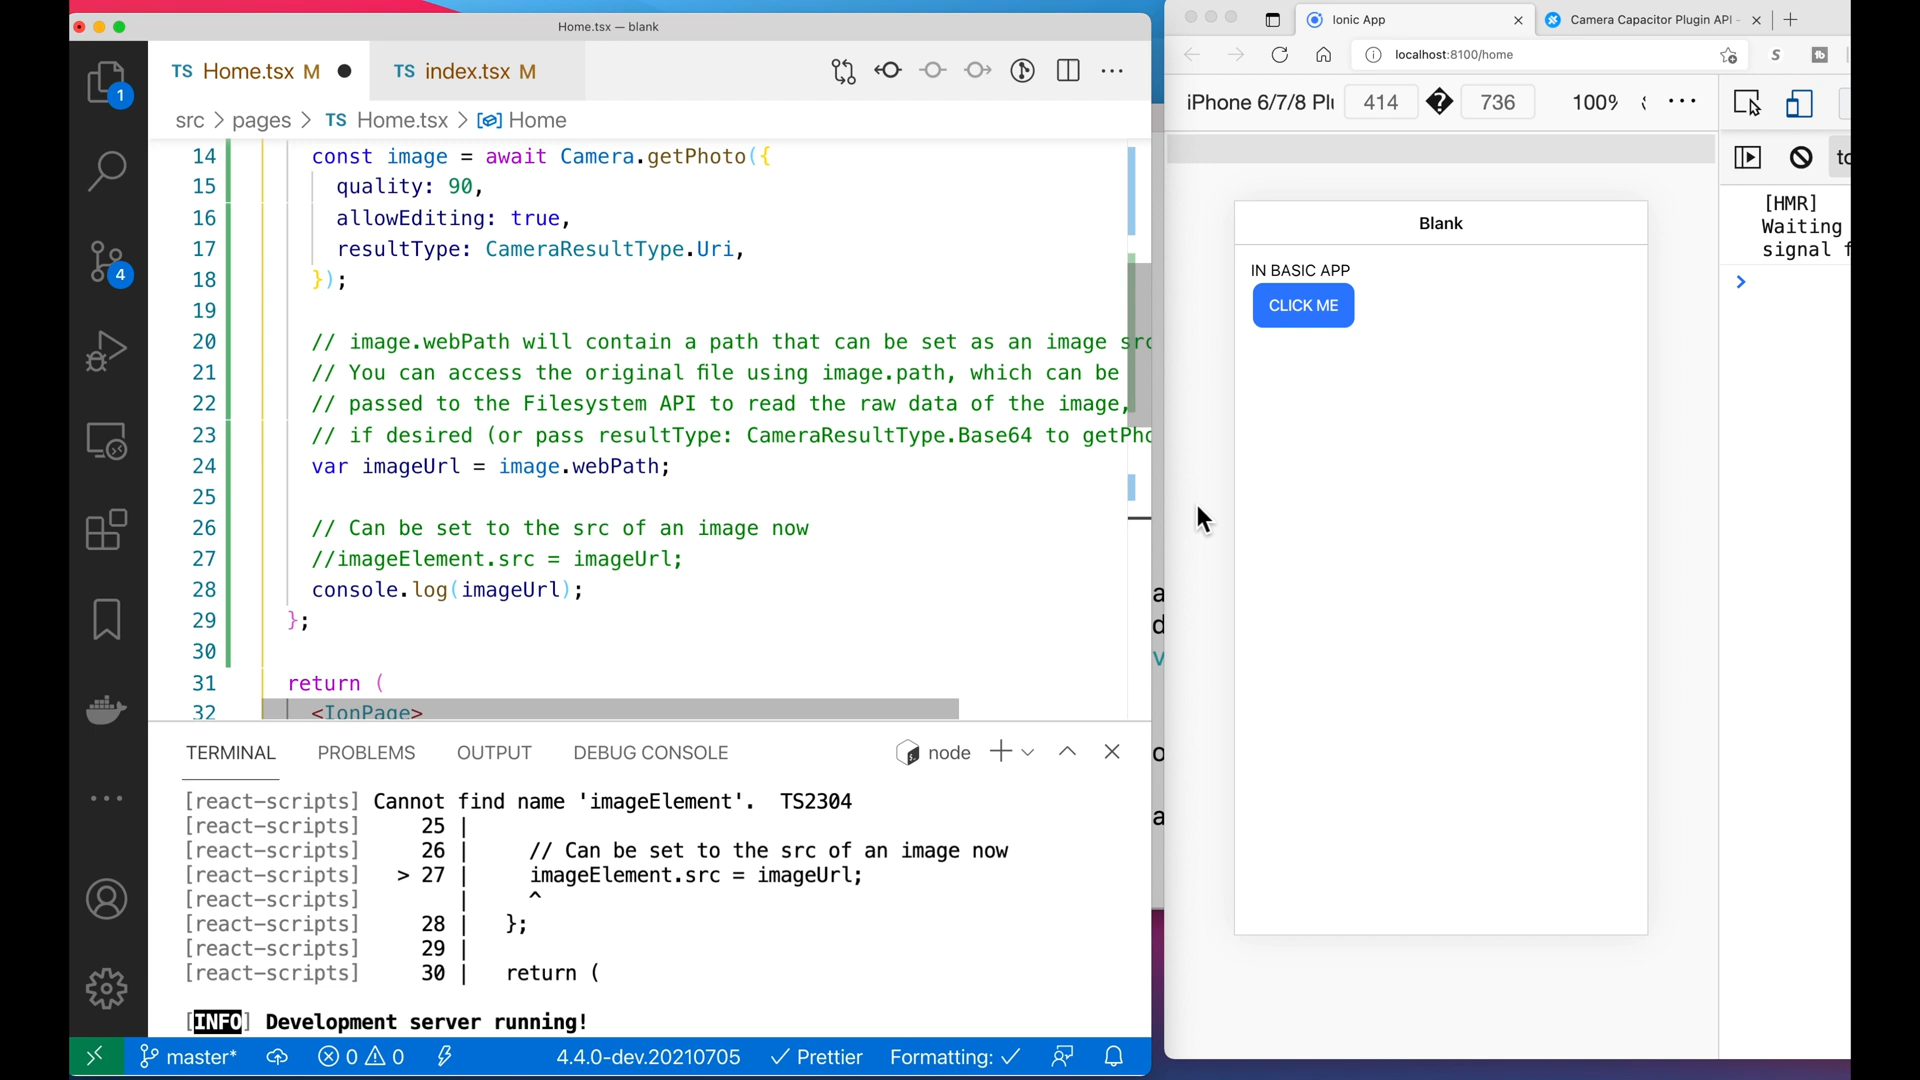 Home.tsx — blank
TS Home.tsx M
TS index.tsx M
src > pages > TS Home.tsx > Home
14 const image = await Camera.getPhoto({
15 quality: 90,
16 allowEditing: true,
17 resultType: CameraResultType.Uri,
18 });
19
20 // image.webPath will contain a path that can be set as an image src
21 // You can access the original file using image.path, which can be
22 // passed to the Filesystem API to read the raw data of the image,
23 // if desired (or pass resultType: CameraResultType.Base64 to getPho
24 var imageUrl = image.webPath;
25
26 // Can be set to the src of an image now
27 //imageElement.src = imageUrl;
28 console.log(imageUrl);
29 };
30
31 return (
32 <IonPage>
1
4
TERMINAL PROBLEMS OUTPUT DEBUG CONSOLE
node
[react-scripts] Cannot find name 'imageElement'. TS2304
[react-scripts] 25 |
[react-scripts] 26 | // Can be set to the src of an image now
[react-scripts] > 27 | imageElement.src = imageUrl;
[react-scripts] | ^
[react-scripts] 28 | };
[react-scripts] 29 |
[react-scripts] 30 | return (
[INFO] Development server running!
master* 0 0 4.4.0-dev.20210705 Prettier Formatting:
Ionic App
Camera Capacitor Plugin API -
localhost:8100/home
iPhone 6/7/8 Plu 414 � 736 100%
Blank
IN BASIC APP
CLICK ME
to
[HMR]
Waiting
signal f